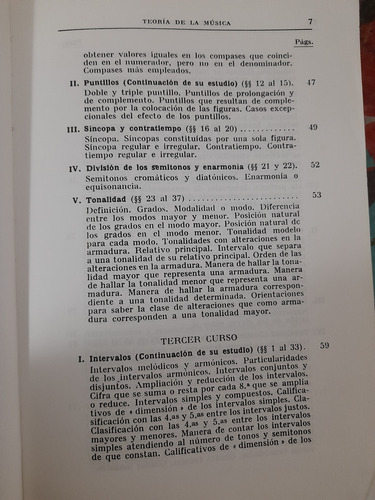 TEORÍA DE LA MÚSICA 7
Págs.
obtener valores iguales en los compases que coinci-
den en el numerador, pero no en el denominador.
Compases más empleados.
II. Puntillos (Continuación de su estudio) (§§ 12 al 15). 47
Doble y triple puntillo. Puntillos de prolongación y
de complemento. Puntillos que resultan de comple-
mento por la colocación de las figuras. Casos excep-
cionales del efecto de los puntillos.
III. Síncopa y contratiempo (§§ 16 al 20) ............. 49
Síncopa. Síncopas constituídas por una sola figura.
Síncopa regular e irregular. Contratiempo. Contra-
tiempo regular e irregular.
IV. División de los semitonos y enarmonía (§§ 21 y 22). 52
Semitonos cromáticos y diatónicos. Enarmonía o
equisonancia.
V. Tonalidad (§§ 23 al 37) ......................... 53
Definición. Grados. Modalidad o modo. Diferencia
entre los modos mayor y menor. Posición natural
de los grados en el modo mayor. Posición natural de
los grados en el modo menor. Tonalidad modelo
para cada modo. Tonalidades con alteraciones en la
armadura. Relativo principal. Intervalo que separa
a una tonalidad de su relativo principal. Orden de las
alteraciones en la armadura. Manera de hallar la tona-
lidad mayor que representa una armadura. Manera
de hallar la tonalidad menor que representa una ar-
madura. Manera de hallar la armadura correspon-
diente a una tonalidad determinada. Orientaciones
para saber la clase de alteraciones que como arma-
dura corresponden a una tonalidad mayor.
TERCER CURSO
I. Intervalos (Continuación de su estudio) (§§ 1 al 33). 59
Intervalos melódicos y armónicos. Particularidades
de los intervalos armónicos. Intervalos conjuntos y
disjuntos. Ampliación y reducción de los intervalos.
Cifra que se suma o resta por cada 8.ª que se amplía
o reduce. Intervalos simples y compuestos. Califica-
tivos de « dimensión » de los intervalos simples. Cla-
sificación con las 4.as y 5.as entre los intervalos justos.
Clasificación con las 4.as y 5.as entre los intervalos
mayores y menores. Manera de contar los intervalos
simples atendiendo al número de tonos y semitonos
de que constan. Calificativos de « dimensión » de los